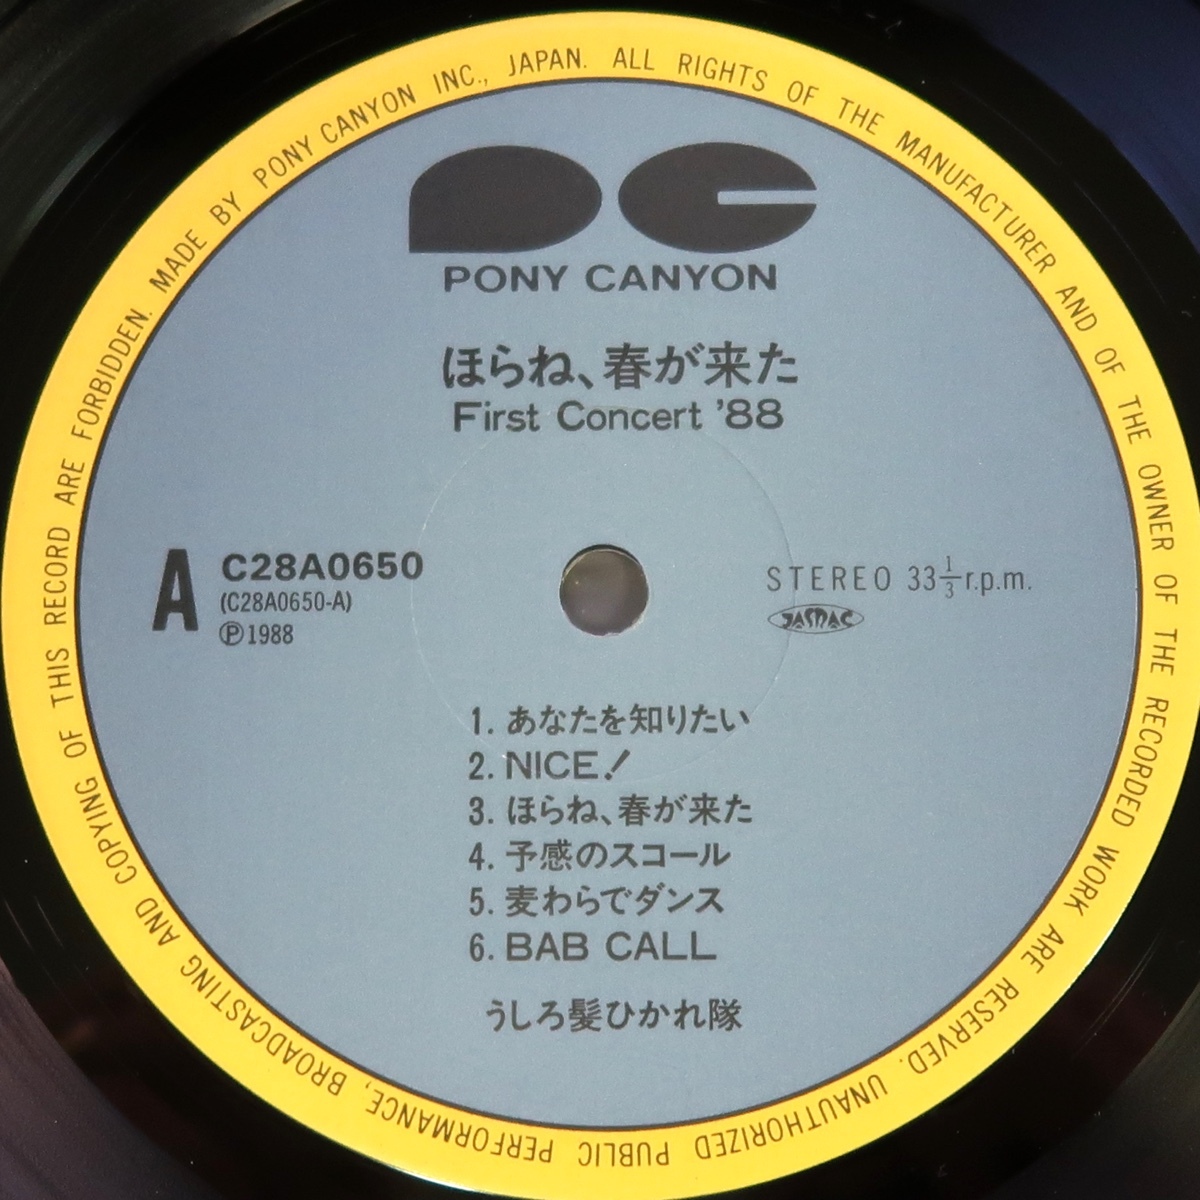 MADE BY PONY CANYON INC., JAPAN. ALL RIGHTS OF THE MANUFACTURER AND OF THE OWNER OF THE RECORDED WORK ARE RESERVED. UNAUTHORIZED PUBLIC PERFORMANCE, BROADCASTING AND COPYING OF THIS RECORD ARE FORBIDDEN.
PC
PONY CANYON
ほらね、春が来た
First Concert '88
A
C28A0650
(C28A0650-A)
Ⓟ1988
STEREO 33⅓r.p.m.
JASRAC
1. あなたを知りたい
2. NICE!
3. ほらね、春が来た
4. 予感のスコール
5. 麦わらでダンス
6. BAB CALL
うしろ髪ひかれ隊